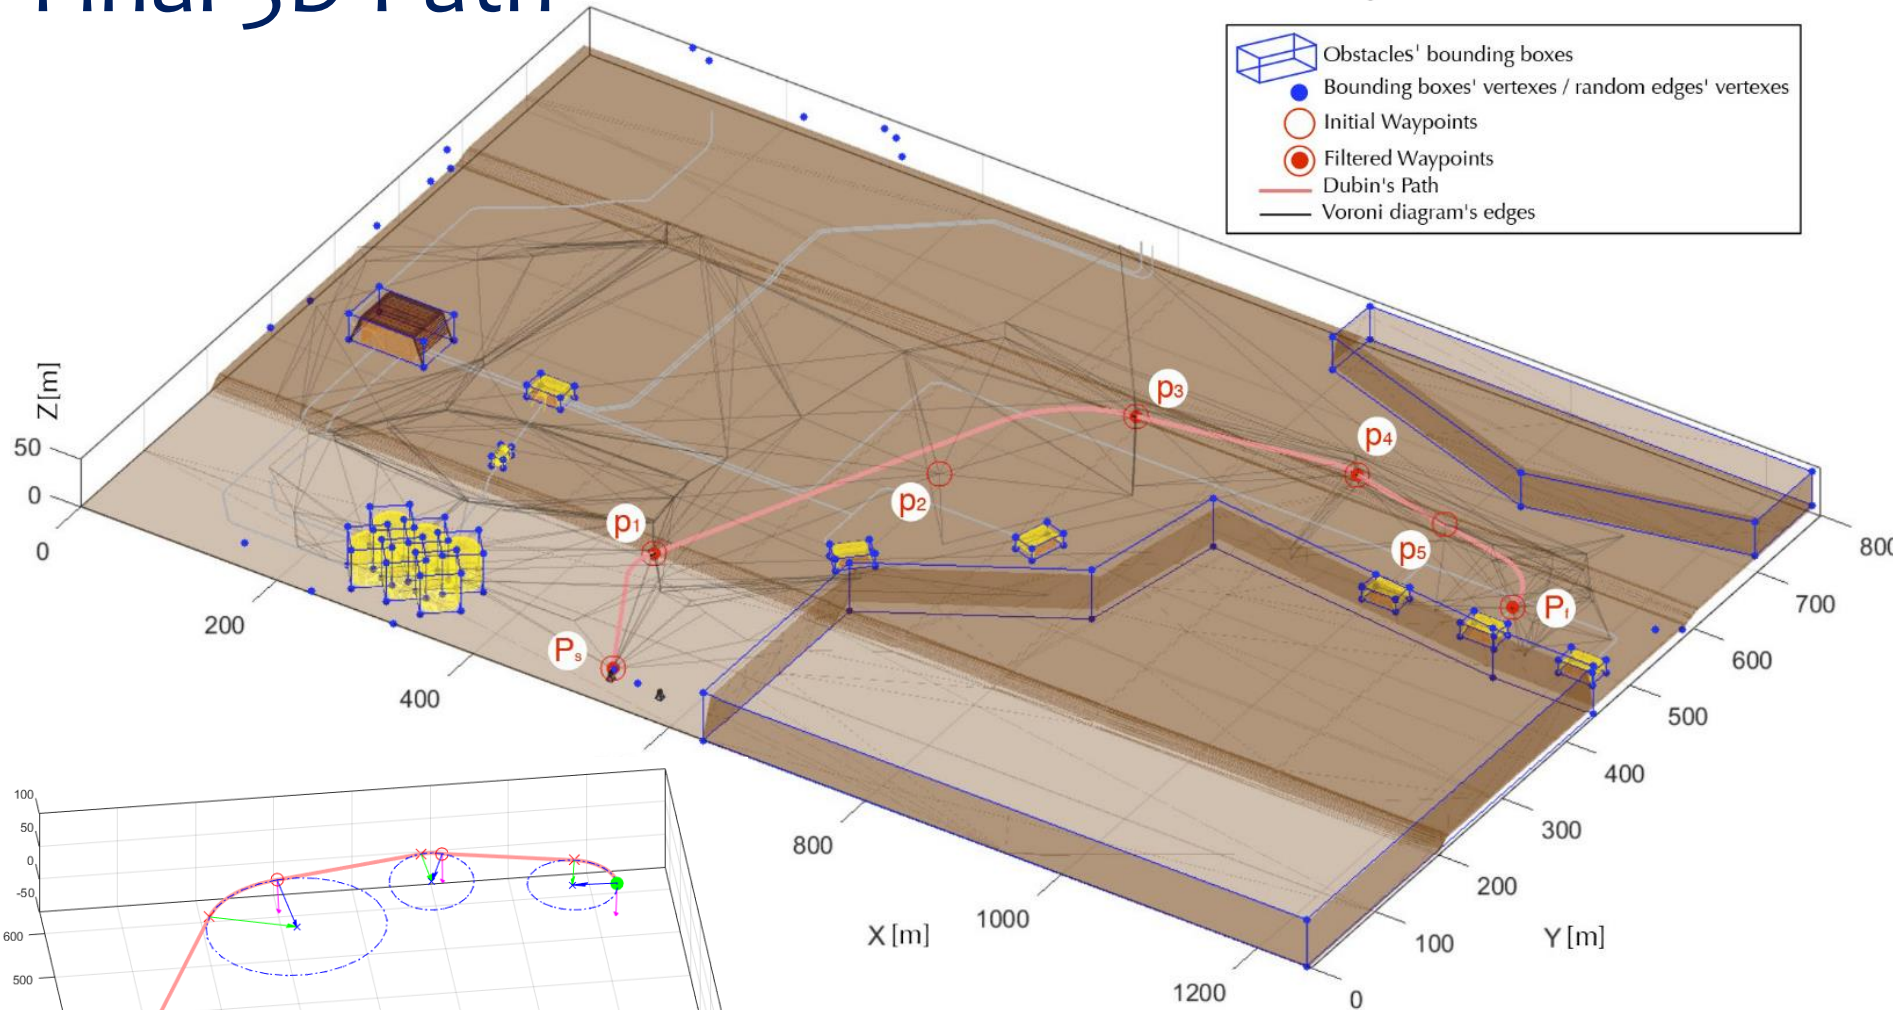 Final 3D Path
Obstacles' bounding boxes
Bounding boxes' vertexes / random edges' vertexes
Initial Waypoints
Filtered Waypoints
Dubin's Path
Voroni diagram's edges
Z[m]
50
0
0
200
400
800
1000
1200
X[m]
0
100
200
300
400
500
600
700
800
Y[m]
Ps
p1
p2
p3
p4
p5
Pf
100
50
0
-50
600
500